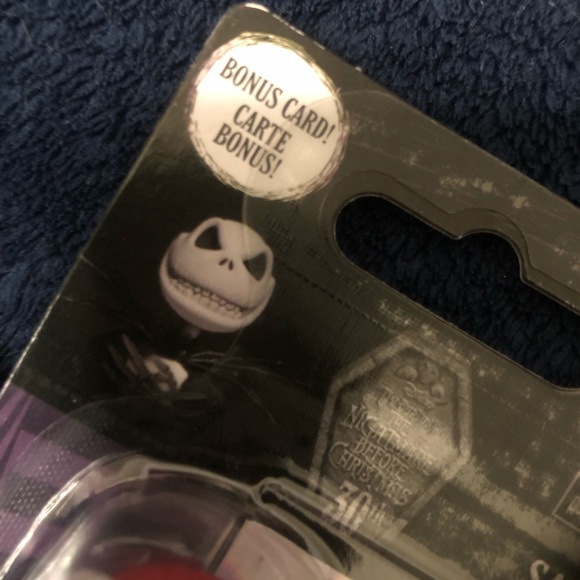 BONUS CARD!
CARTE
BONUS!
THE
NIGHTMARE
BEFORE
CHRISTMAS
30th